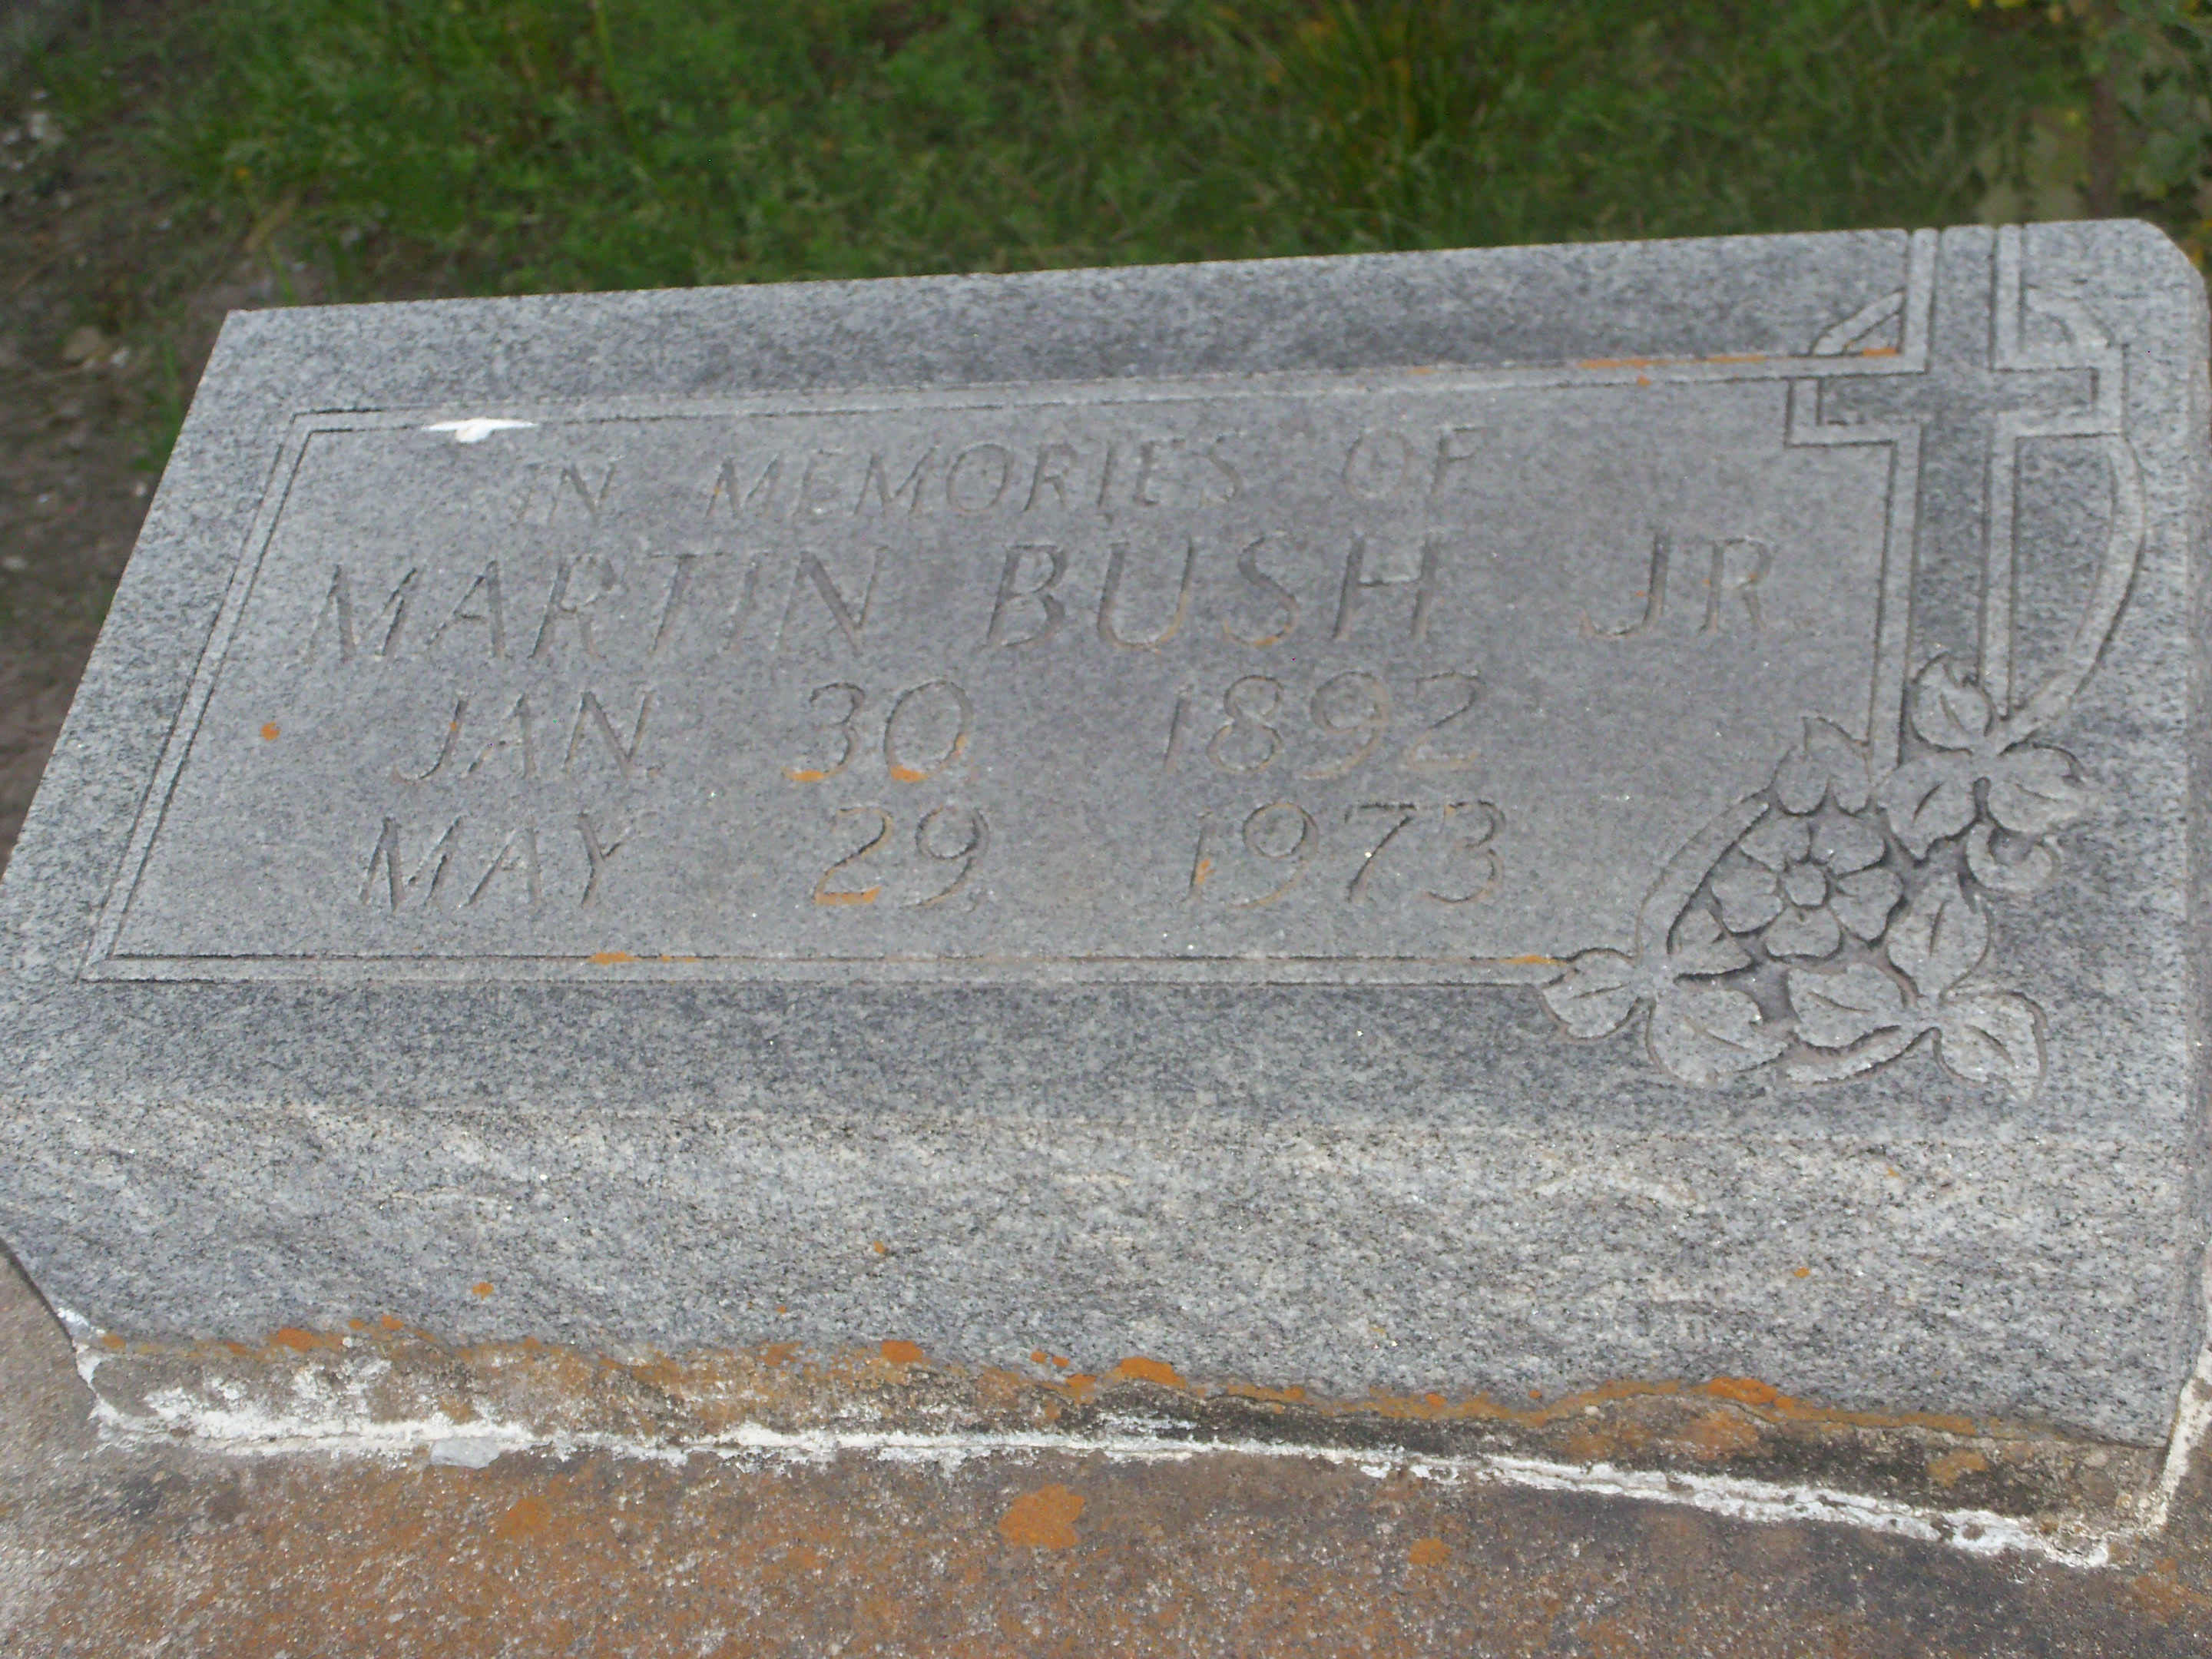 IN MEMORIES OF
MARTIN BUSH JR.
JAN. 30 1892
MAY 29, 1973